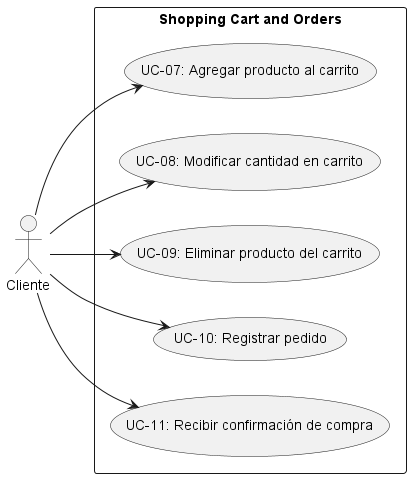 Shopping Cart and Orders
UC-07: Agregar producto al carrito
UC-08: Modificar cantidad en carrito
UC-09: Eliminar producto del carrito
Cliente
UC-10: Registrar pedido
UC-11: Recibir confirmación de compra